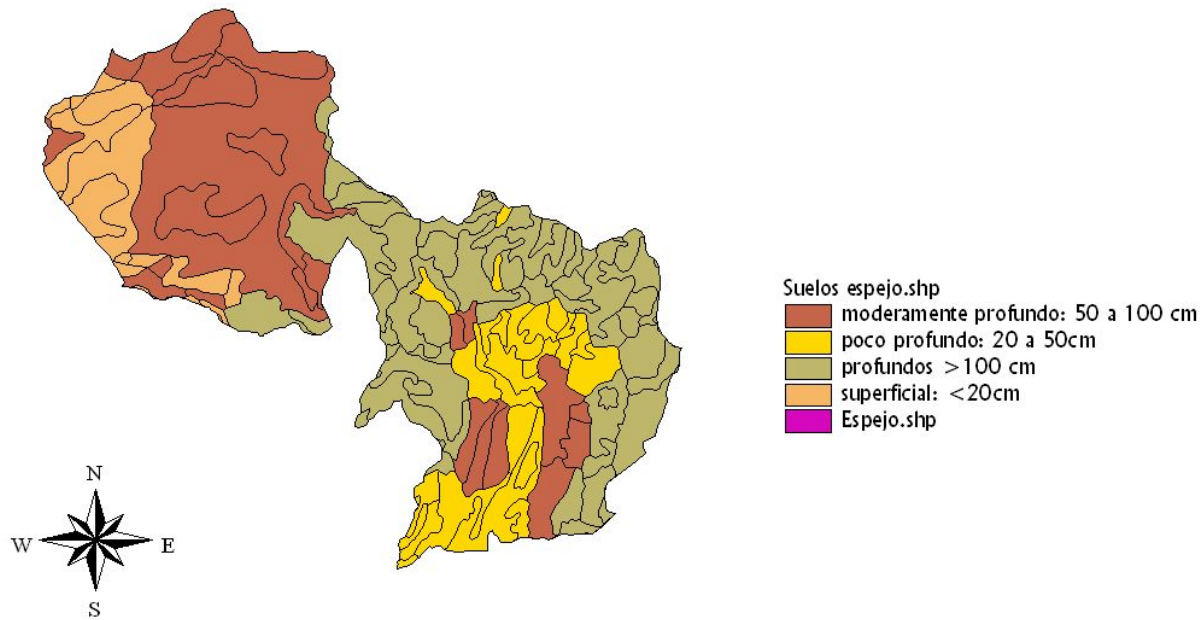 Suelos espejo.shp
moderamente profundo: 50 a 100 cm
poco profundo: 20 a 50cm
profundos >100 cm
superficial: <20cm
Espejo.shp
N
W E
S